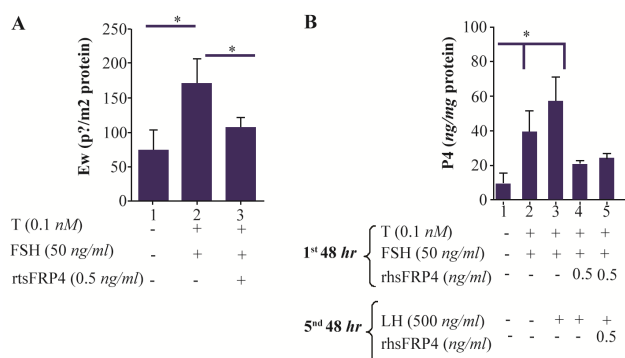 A
*
*
Ew (p?/m2 protein)
250
200
150
100
50
0
1 2 3
T (0.1 nM) - + +
FSH (50 ng/ml) - + +
rtsFRP4 (0.5 ng/ml) - - +
B
*
P4 (ng/mg protein)
80
60
40
20
0
1 2 3 4 5
1st 48 hr
T (0.1 nM) - + + + +
FSH (50 ng/ml) - + + + +
rhsFRP4 (ng/ml) - - - 0.5 0.5
5nd 48 hr
LH (500 ng/ml) - - + + +
rhsFRP4 (ng/ml) - - - - 0.5